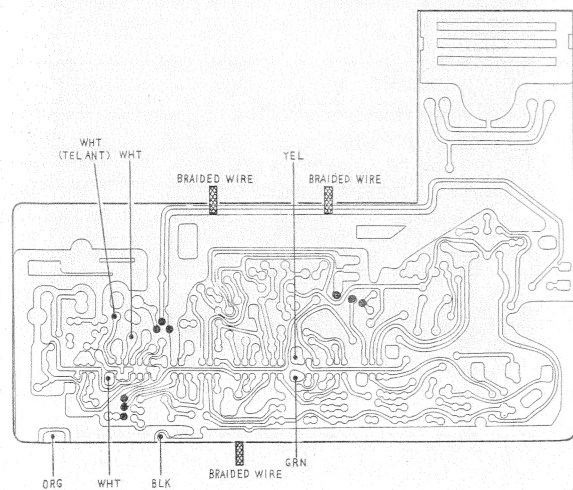 WHT
(TEL ANT) WHT
YEL
BRAIDED WIRE
BRAIDED WIRE
GRN
BRAIDED WIRE
ORG
WHT
BLK